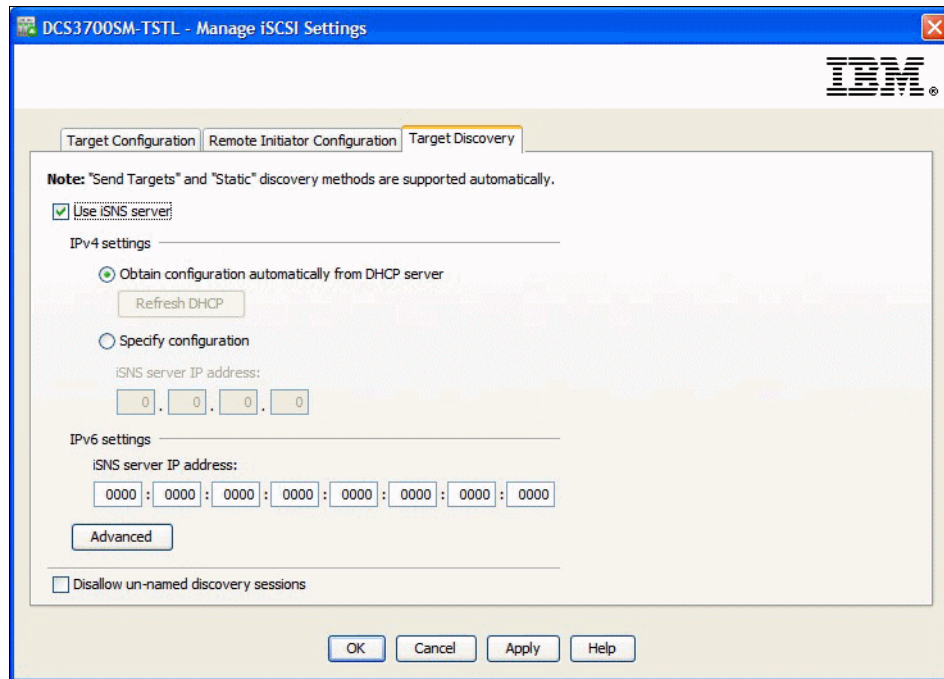 DCS3700SM-TSTL - Manage iSCSI Settings
IBM®
Target Configuration Remote Initiator Configuration Target Discovery
Note: "Send Targets" and "Static" discovery methods are supported automatically.
Use iSNS server
IPv4 settings
Obtain configuration automatically from DHCP server
Refresh DHCP
Specify configuration
iSNS server IP address:
0 . 0 . 0 . 0
IPv6 settings
iSNS server IP address:
0000 : 0000 : 0000 : 0000 : 0000 : 0000 : 0000 : 0000
Advanced
Disallow un-named discovery sessions
OK Cancel Apply Help